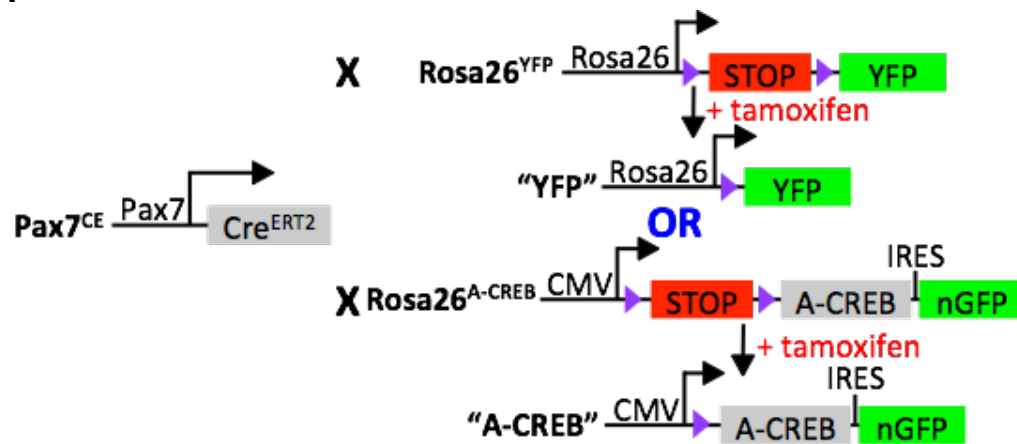 X Rosa26YFP Rosa26 STOP YFP
+ tamoxifen
"YFP" Rosa26 YFP
Pax7CE Pax7 CreERT2
OR
IRES
X Rosa26A-CREB CMV STOP A-CREB nGFP
+ tamoxifen
IRES
"A-CREB" CMV A-CREB nGFP